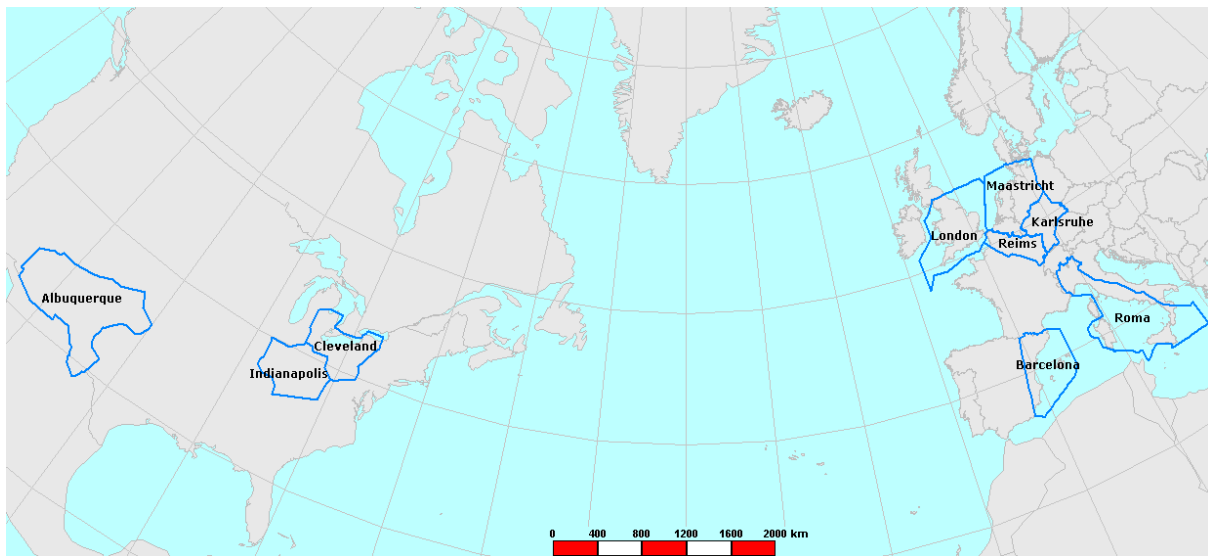 Maastricht
Karlsruhe
London
Reims
Albuquerque
Roma
Cleveland
Barcelona
Indianapolis
0 400 800 1200 1600 2000 km